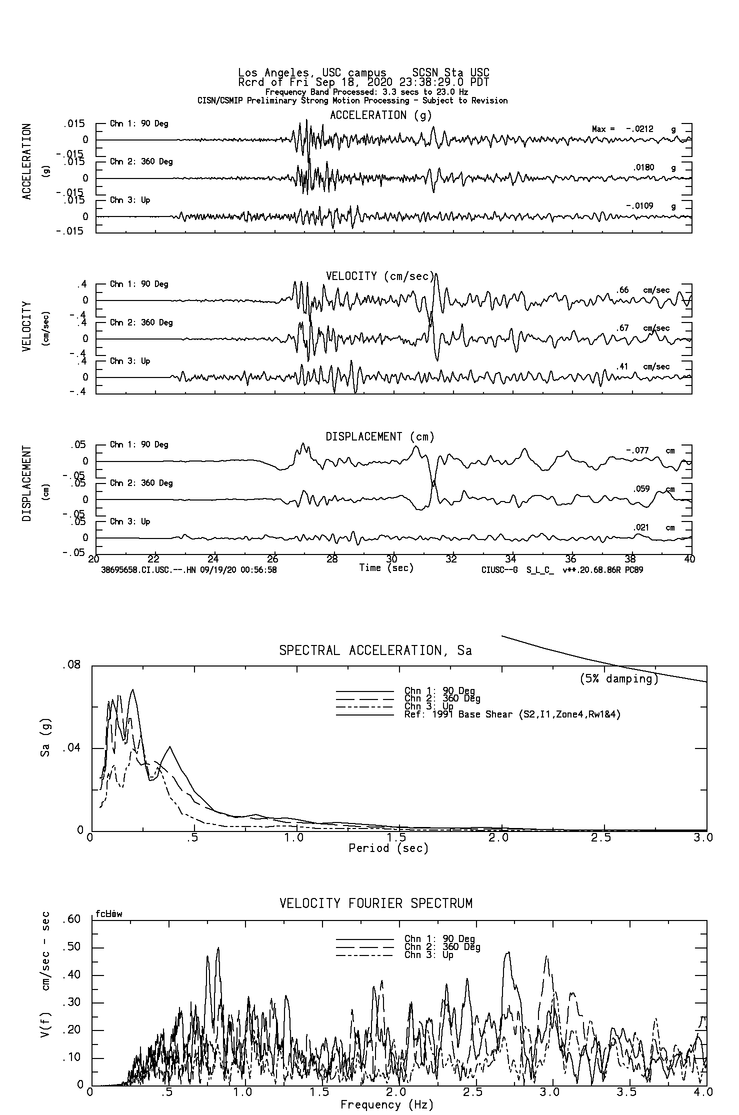 Los Angeles, USC campus SCSN Sta USC
Rcrd of Fri Sep 18, 2020 23:38:29.0 PDT
Frequency Band Processed: 3.3 secs to 23.0 Hz
CISN/CSMIP Preliminary Strong Motion Processing - Subject to Revision
ACCELERATION (g)
ACCELERATION
(g)
.015 Chn 1: 90 Deg Max = -.0212 g
0
-.015
.015 Chn 2: 360 Deg .0180 g
0
-.015
.015 Chn 3: Up -.0109 g
0
-.015
VELOCITY (cm/sec)
VELOCITY
(cm/sec)
.4 Chn 1: 90 Deg .66 cm/sec
0
-.4
.4 Chn 2: 360 Deg .67 cm/sec
0
-.4
.4 Chn 3: Up .41 cm/sec
0
-.4
DISPLACEMENT (cm)
DISPLACEMENT
(cm)
.05 Chn 1: 90 Deg -.077 cm
0
-.05
.05 Chn 2: 360 Deg .059 cm
0
-.05
.05 Chn 3: Up .021 cm
0
-.05
20 22 24 26 28 30 32 34 36 38 40
38695658.CI.USC.--.HN 09/19/20 00:56:58 Time (sec) CIUSC--G S_L_C_ v**.20.68.86R PC89
SPECTRAL ACCELERATION, Sa
.08
(5% damping)
Chn 1: 90 Deg
Chn 2: 360 Deg
Chn 3: Up
Ref: 1991 Base Shear (S2,I1,Zone4,Rw1&4)
Sa (g)
.04
0
0 .5 1.0 1.5 2.0 2.5 3.0
Period (sec)
VELOCITY FOURIER SPECTRUM
.60
Chn 1: 90 Deg
Chn 2: 360 Deg
Chn 3: Up
V(f) cm/sec - sec
.50
.40
.30
.20
.10
0
0 .5 1.0 1.5 2.0 2.5 3.0 3.5 4.0
Frequency (Hz)